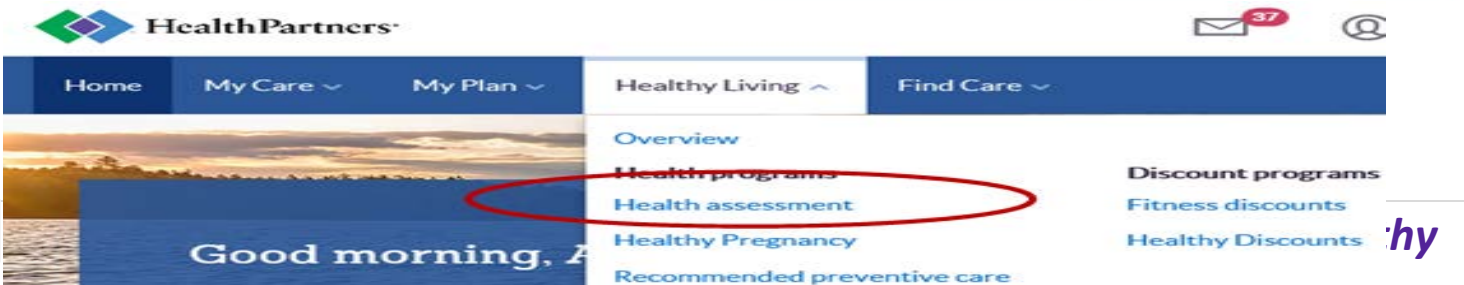 HealthPartners
37
Home My Care My Plan Healthy Living Find Care
Overview
Health programs Discount programs
Health assessment Fitness discounts
Healthy Pregnancy Healthy Discounts
Good morning, A
Recommended preventive care
hy